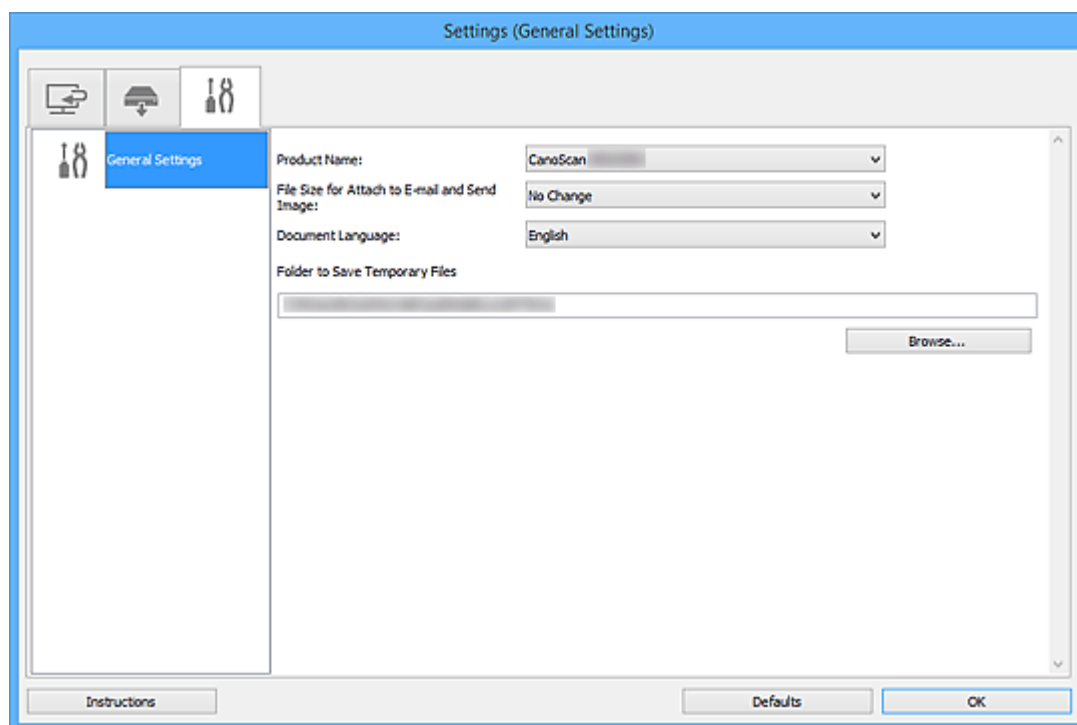 Settings (General Settings)
General Settings
Product Name:
CanoScan
File Size for Attach to E-mail and Send
Image:
No Change
Document Language:
English
Folder to Save Temporary Files
Browse...
Instructions
Defaults
OK